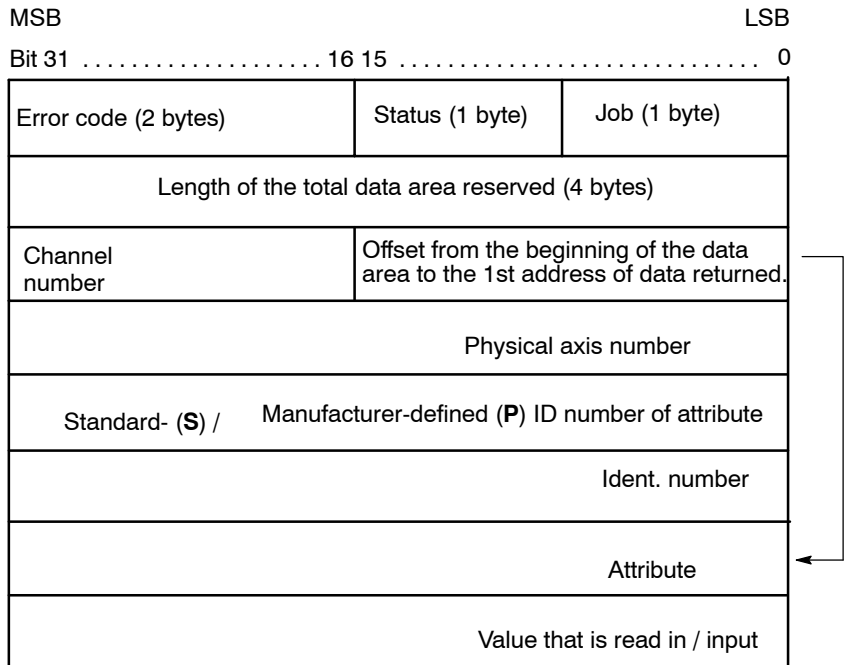 MSB LSB
Bit 31 . . . . . . . . . . . . . . . . . . . . 16 15 . . . . . . . . . . . . . . . . . . . . . . . . . . . . . . 0
Error code (2 bytes) Status (1 byte) Job (1 byte)
Length of the total data area reserved (4 bytes)
Channel
number
Offset from the beginning of the data
area to the 1st address of data returned.
Physical axis number
Standard- (S) / Manufacturer-defined (P) ID number of attribute
Ident. number
Attribute
Value that is read in / input